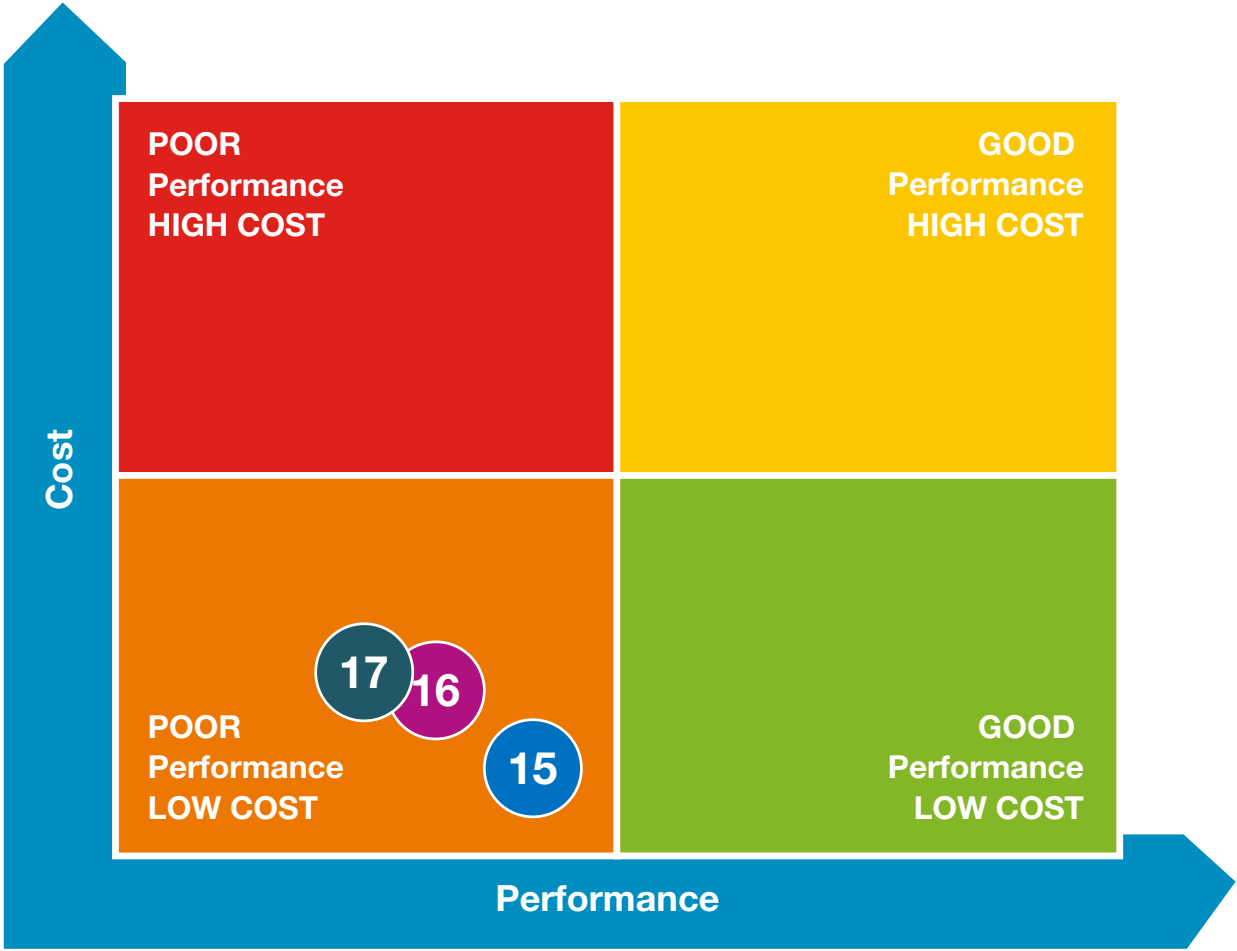 POOR
Performance
HIGH COST
GOOD
Performance
HIGH COST
Cost
17
16
15
POOR
Performance
LOW COST
GOOD
Performance
LOW COST
Performance